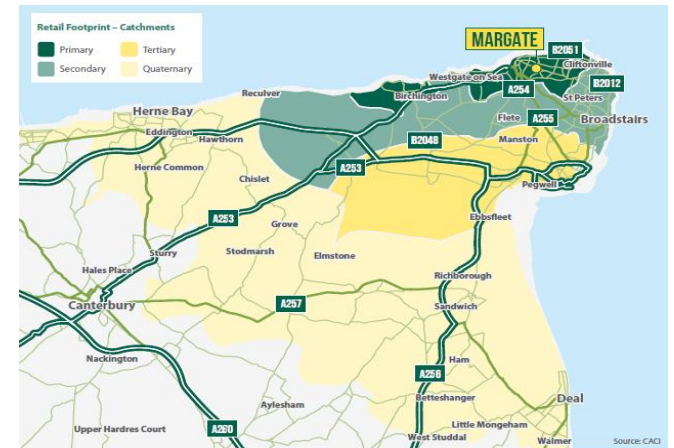 Retail Footprint – Catchments
Primary
Tertiary
Secondary
Quaternary
MARGATE
B2051
Cliftonville
Westgate on Sea
B2012
A254
Reculver
Birchington
St Peters
Herne Bay
Flete
A255
Broadstairs
Eddington
Hawthorn
B2048
Manston
Herne Common
A253
Chislet
Pegwell
A253
Grove
Ebbsfleet
Sturry
Stodmarsh
Elmstone
Hales Place
Richborough
Canterbury
A257
Sandwich
Nackington
Ham
A256
Betteshanger
Deal
Aylesham
Upper Hardres Court
A260
Little Mongeham
West Studdal
Walmer
Source: CACI